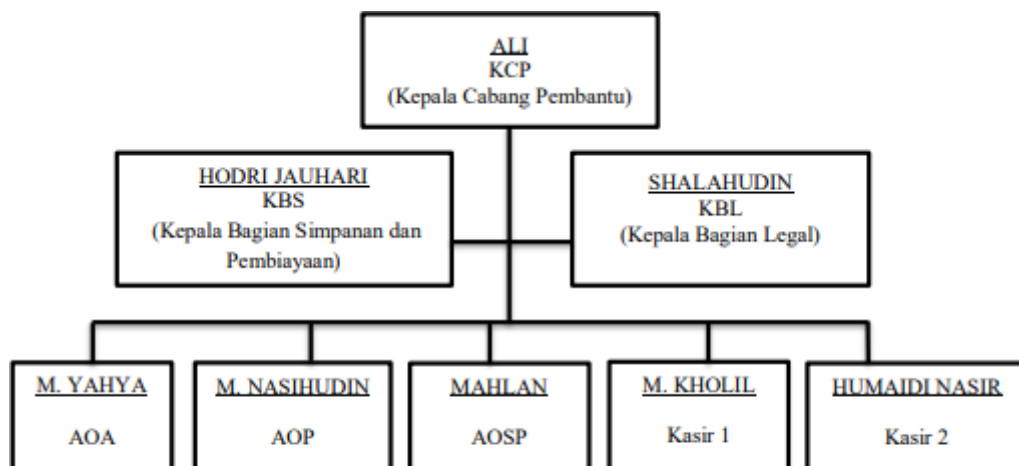 ALI
KCP
(Kepala Cabang Pembantu)
HODRI JAUHARI
KBS
(Kepala Bagian Simpanan dan
Pembiayaan)
SHALAHUDIN
KBL
(Kepala Bagian Legal)
M. YAHYA
AOA
M. NASIHUDIN
AOP
MAHLAN
AOSP
M. KHOLIL
Kasir 1
HUMAIDI NASIR
Kasir 2